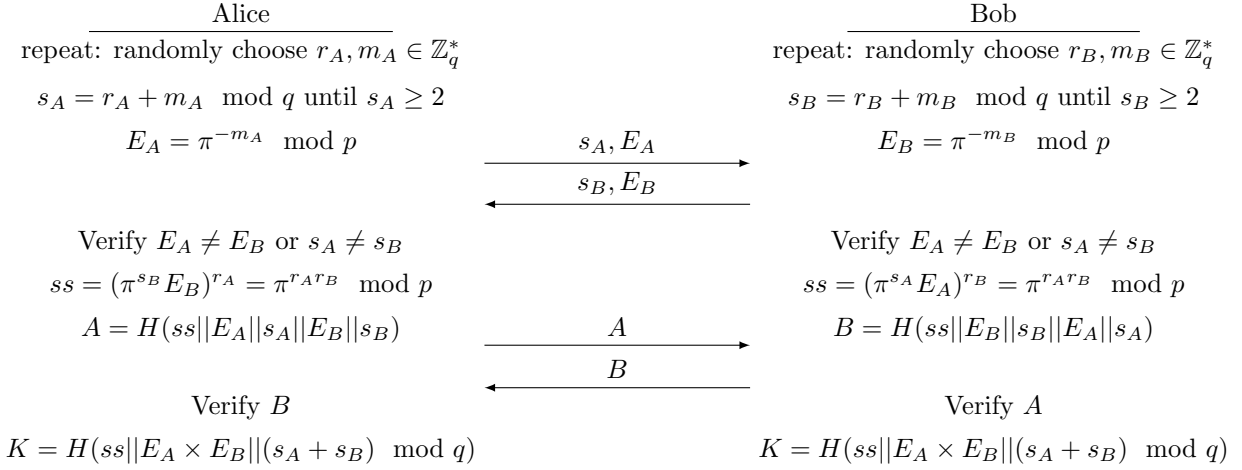 Alice
Bob
repeat: randomly choose r_A, m_A ∈ ℤ_q^*
repeat: randomly choose r_B, m_B ∈ ℤ_q^*
s_A = r_A + m_A mod q until s_A ≥ 2
s_B = r_B + m_B mod q until s_B ≥ 2
E_A = π^{-m_A} mod p
E_B = π^{-m_B} mod p
s_A, E_A
s_B, E_B
Verify E_A ≠ E_B or s_A ≠ s_B
Verify E_A ≠ E_B or s_A ≠ s_B
ss = (π^{s_B} E_B)^{r_A} = π^{r_A r_B} mod p
ss = (π^{s_A} E_A)^{r_B} = π^{r_A r_B} mod p
A = H(ss||E_A||s_A||E_B||s_B)
A
B = H(ss||E_B||s_B||E_A||s_A)
B
Verify B
Verify A
K = H(ss||E_A × E_B||(s_A + s_B) mod q)
K = H(ss||E_A × E_B||(s_A + s_B) mod q)